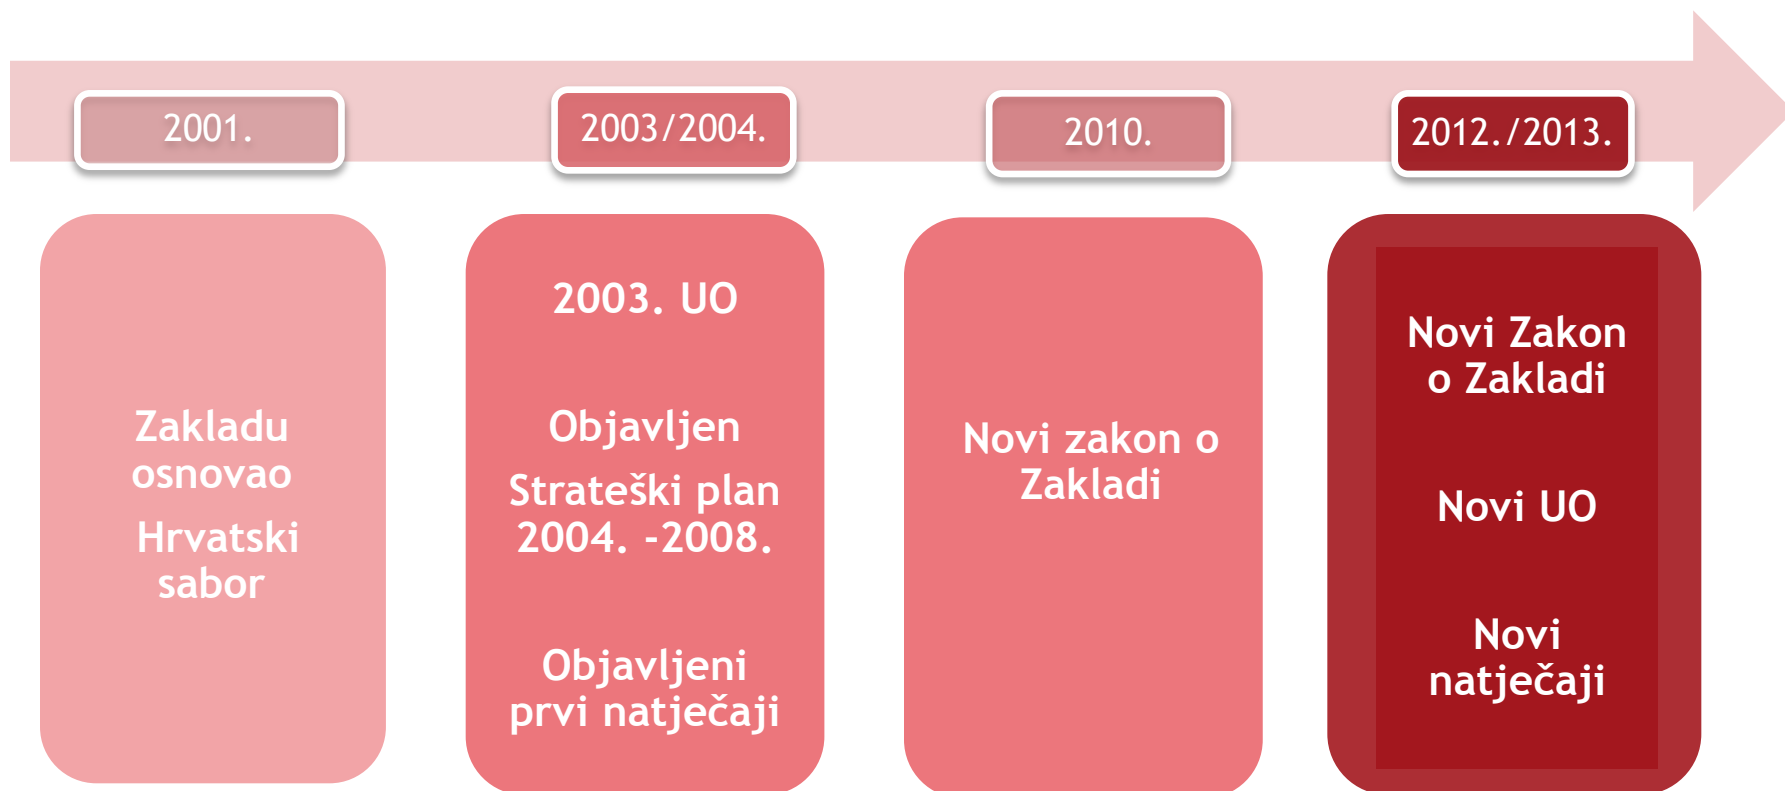 2001.
2003/2004.
2010.
2012./2013.
Zakladu
osnovao
Hrvatski
sabor
2003. UO
Objavljen
Strateški plan
2004. -2008.
Objavljeni
prvi natječaji
Novi zakon o
Zakladi
Novi Zakon
o Zakladi
Novi UO
Novi
natječaji